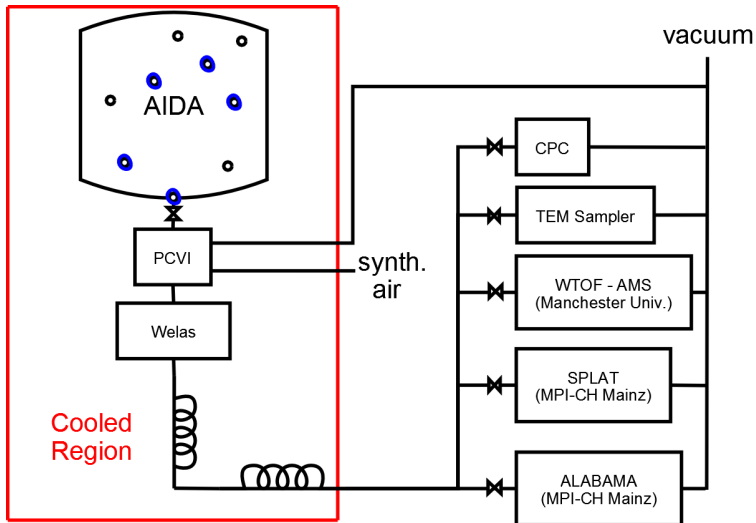 vacuum
AIDA
CPC
TEM Sampler
PCVI
synth.
air
WTOF - AMS
(Manchester Univ.)
Welas
SPLAT
(MPI-CH Mainz)
Cooled
Region
ALABAMA
(MPI-CH Mainz)